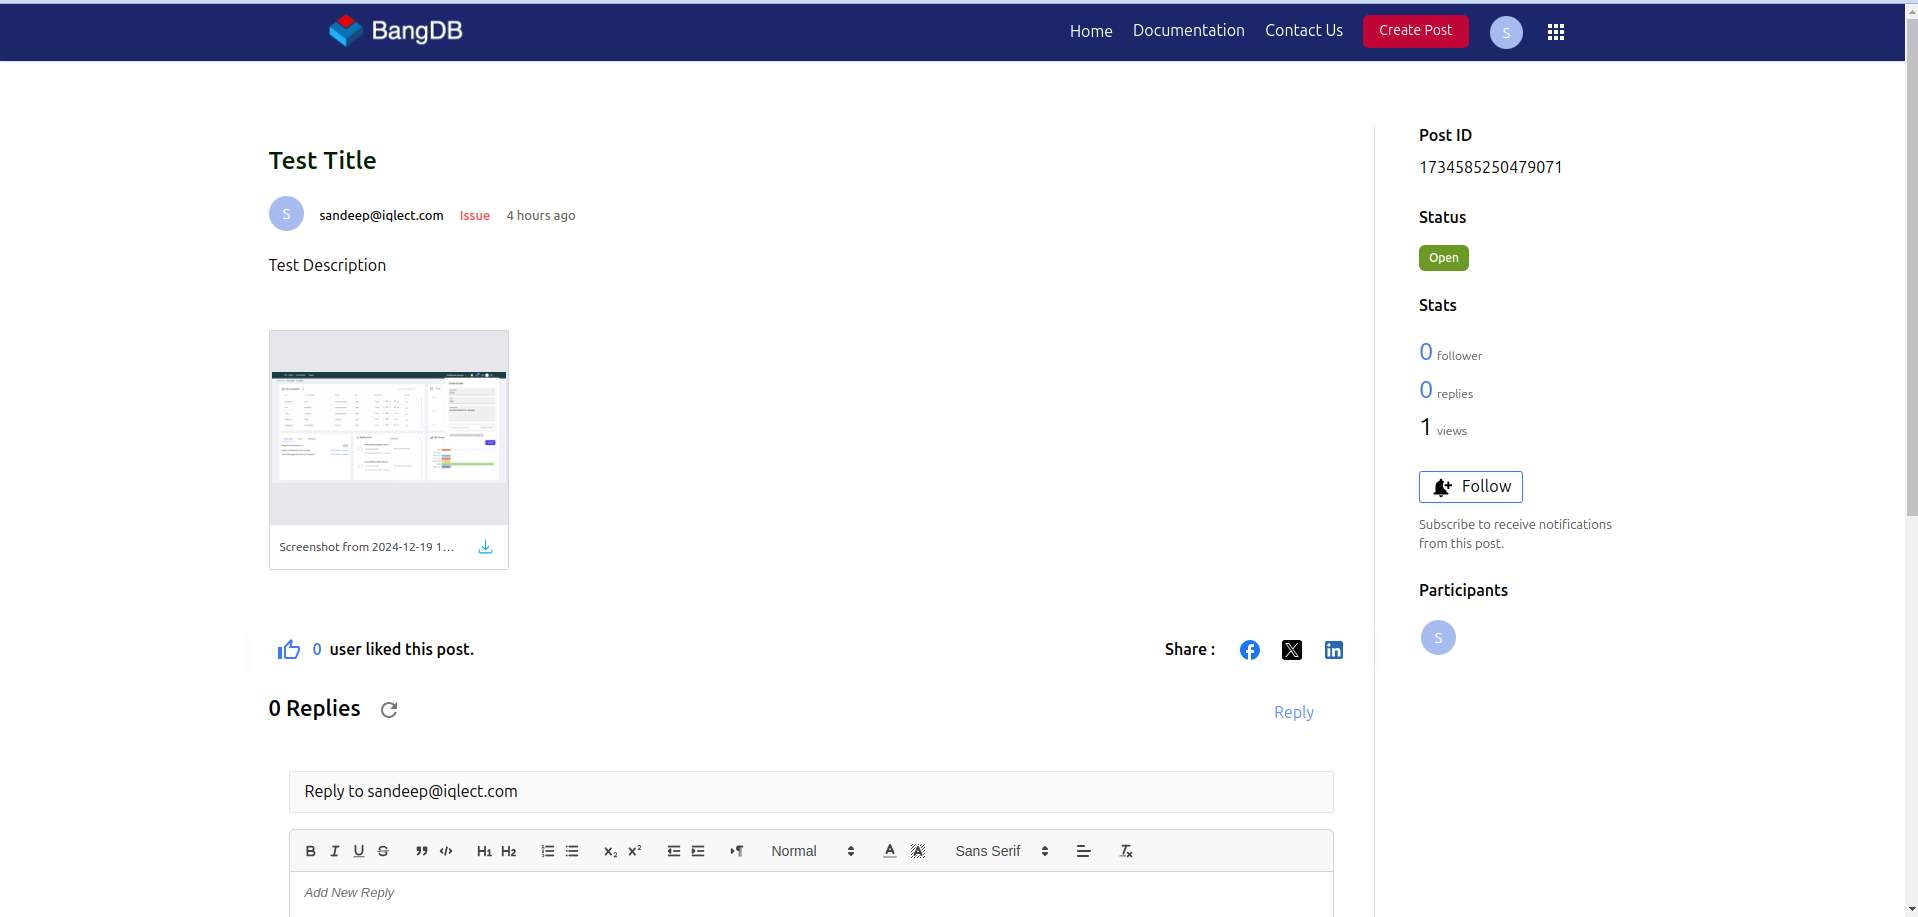 BangDB
Home Documentation Contact Us Create Post S
Test Title
S sandeep@iqlect.com Issue 4 hours ago
Test Description
Screenshot from 2024-12-19 1...
0 user liked this post.
Share :
0 Replies
Reply
Reply to sandeep@iqlect.com
B I U S H1 H2 X2 X2 Normal A A Sans Serif Tx
Add New Reply
Post ID
1734585250479071
Status
Open
Stats
0 follower
0 replies
1 views
Follow
Subscribe to receive notifications
from this post.
Participants
S